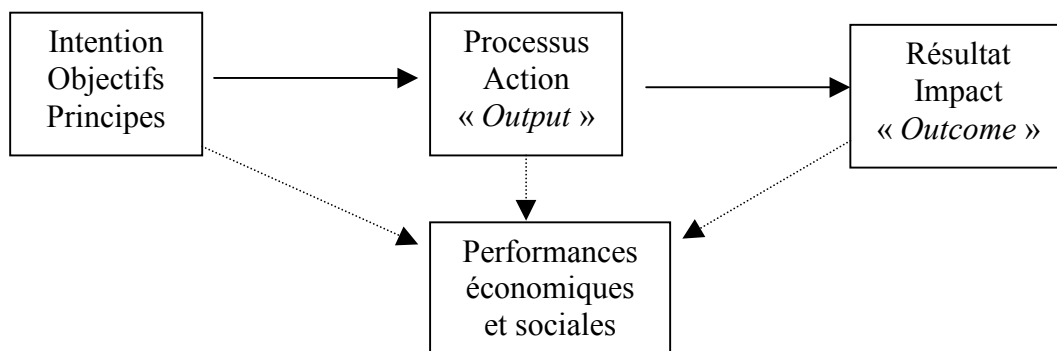 Intention
Objectifs
Principes
Processus
Action
« Output »
Résultat
Impact
« Outcome »
Performances
économiques
et sociales